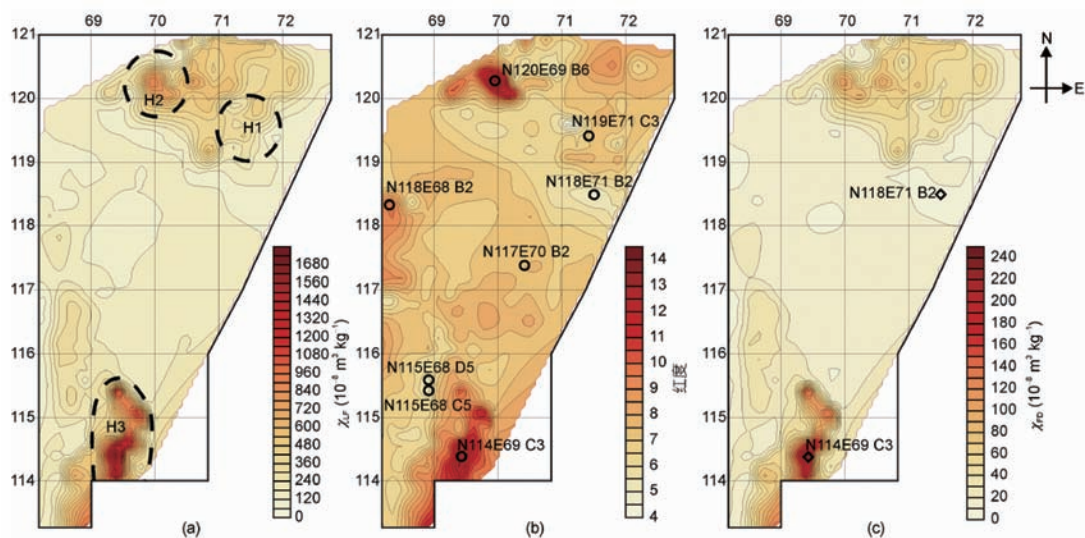 69 70 71 72
69 70 71 72
69 70 71 72
121
120
119
118
117
116
115
114
H2
H1
H3
1680
1560
1440
1320
1200
1080
960
840
720
600
480
360
240
120
0
χLF (10⁻⁸ m³ kg⁻¹)
(a)
121
120
119
118
117
116
115
114
N120E69 B6
N119E71 C3
N118E71 B2
N118E68 B2
N117E70 B2
N115E68 D5
N115E68 C5
N114E69 C3
14
13
12
11
10
9
8
7
6
5
4
红度
(b)
121
120
119
118
117
116
115
114
N118E71 B2
N114E69 C3
240
220
200
180
160
140
120
100
80
60
40
20
0
χFD (10⁻⁸ m³ kg⁻¹)
(c)
N
E